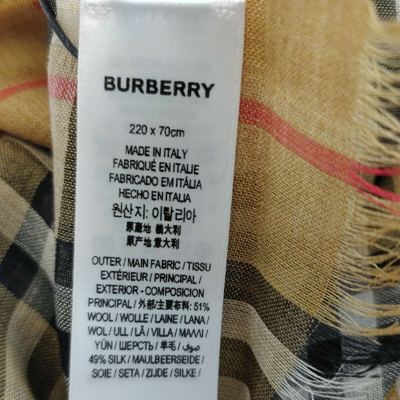 BURBERRY
220 x 70cm
MADE IN ITALY
FABRIQUÉ EN ITALIE
FABRICADO EM ITÁLIA
HECHO EN ITALIA
원산지: 이탈리아
原產地 義大利
原产地 意大利
OUTER / MAIN FABRIC / TISSU
EXTÉRIEUR / PRINCIPAL /
EXTERIOR - COMPOSICION
PRINCIPAL / 外部/主要布料: 51%
WOOL / WOLLE / LAINE / LANA /
WOL / ULL / LÃ / VILLA / ΜΑΛΛΙ /
YÜN / ШЕРСТЬ / 羊毛 / صوف /
49% SILK / MAULBEERSEIDE /
SOIE / SETA / ZIJDE / SILKE /